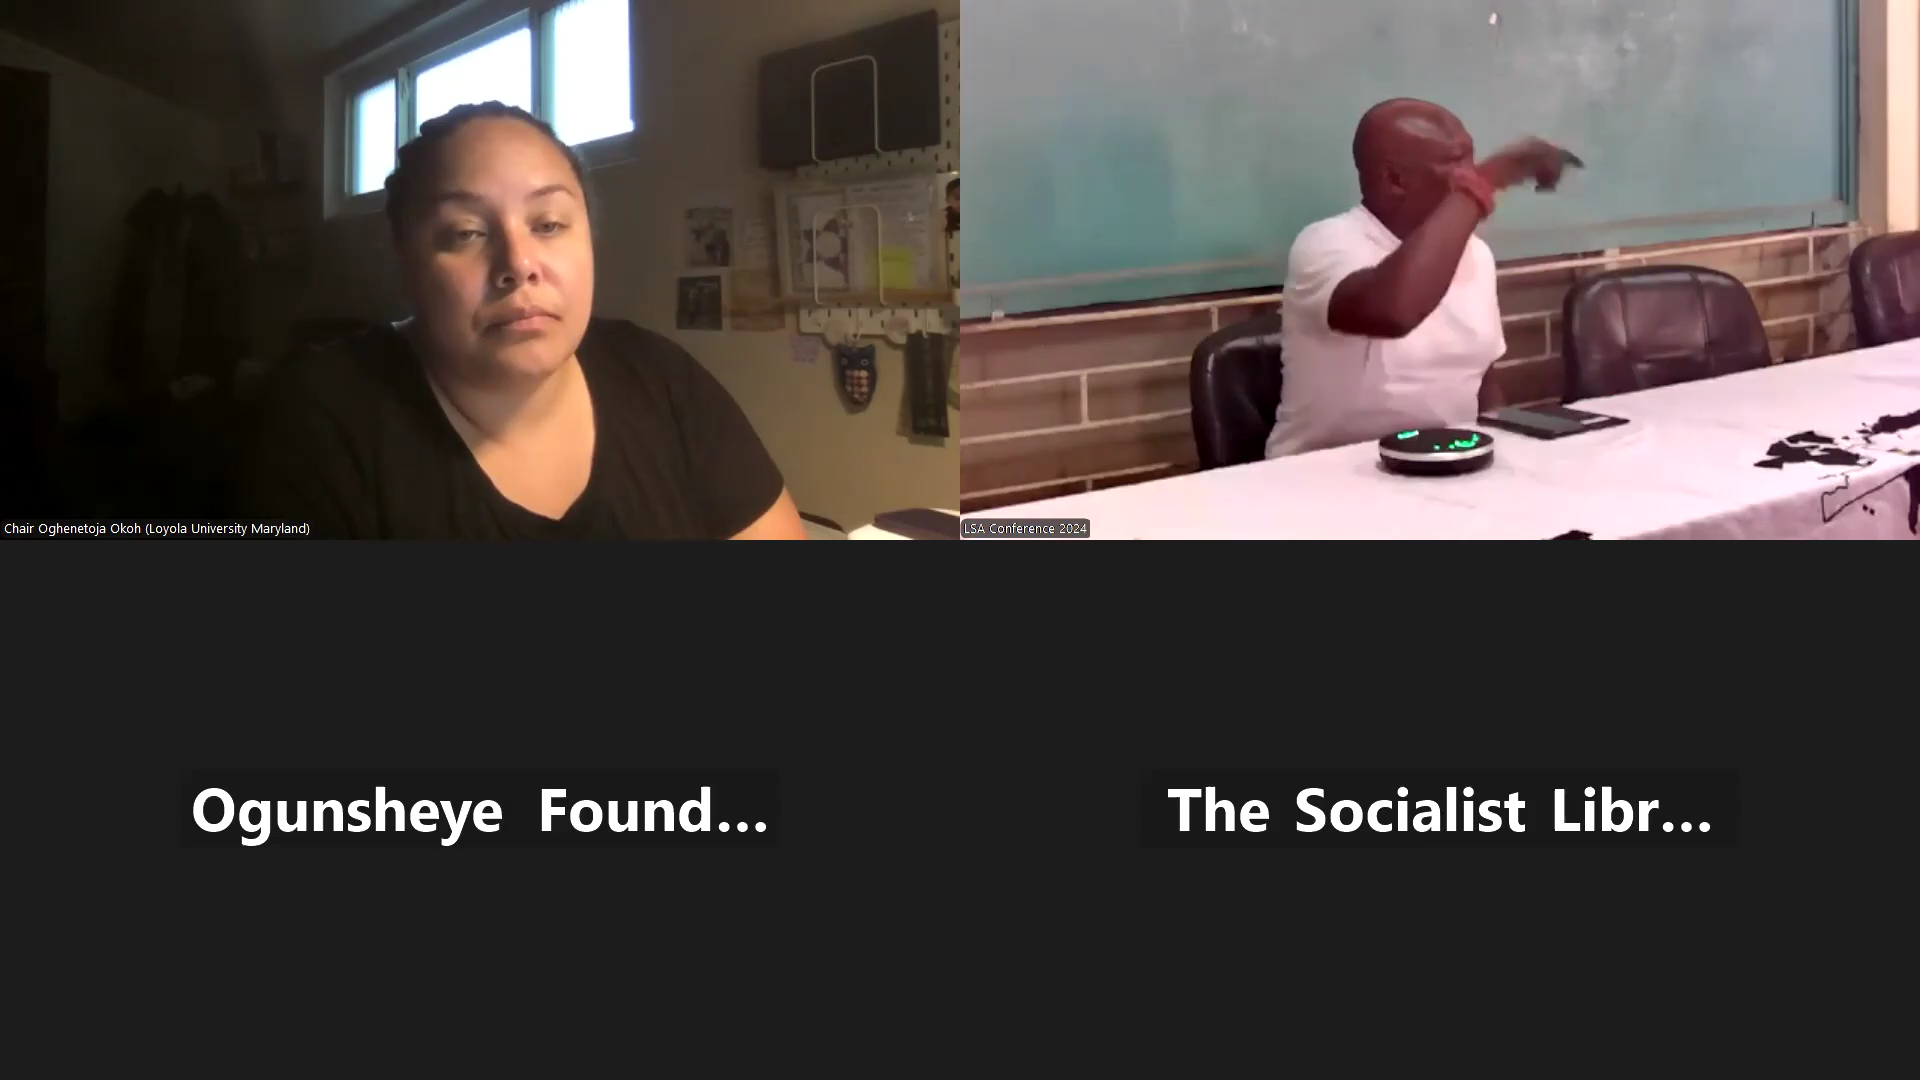 Chair Oghenetoja Okoh (Loyola University Maryland)
LSA Conference 2024
Ogunsheye Found...
The Socialist Libr...